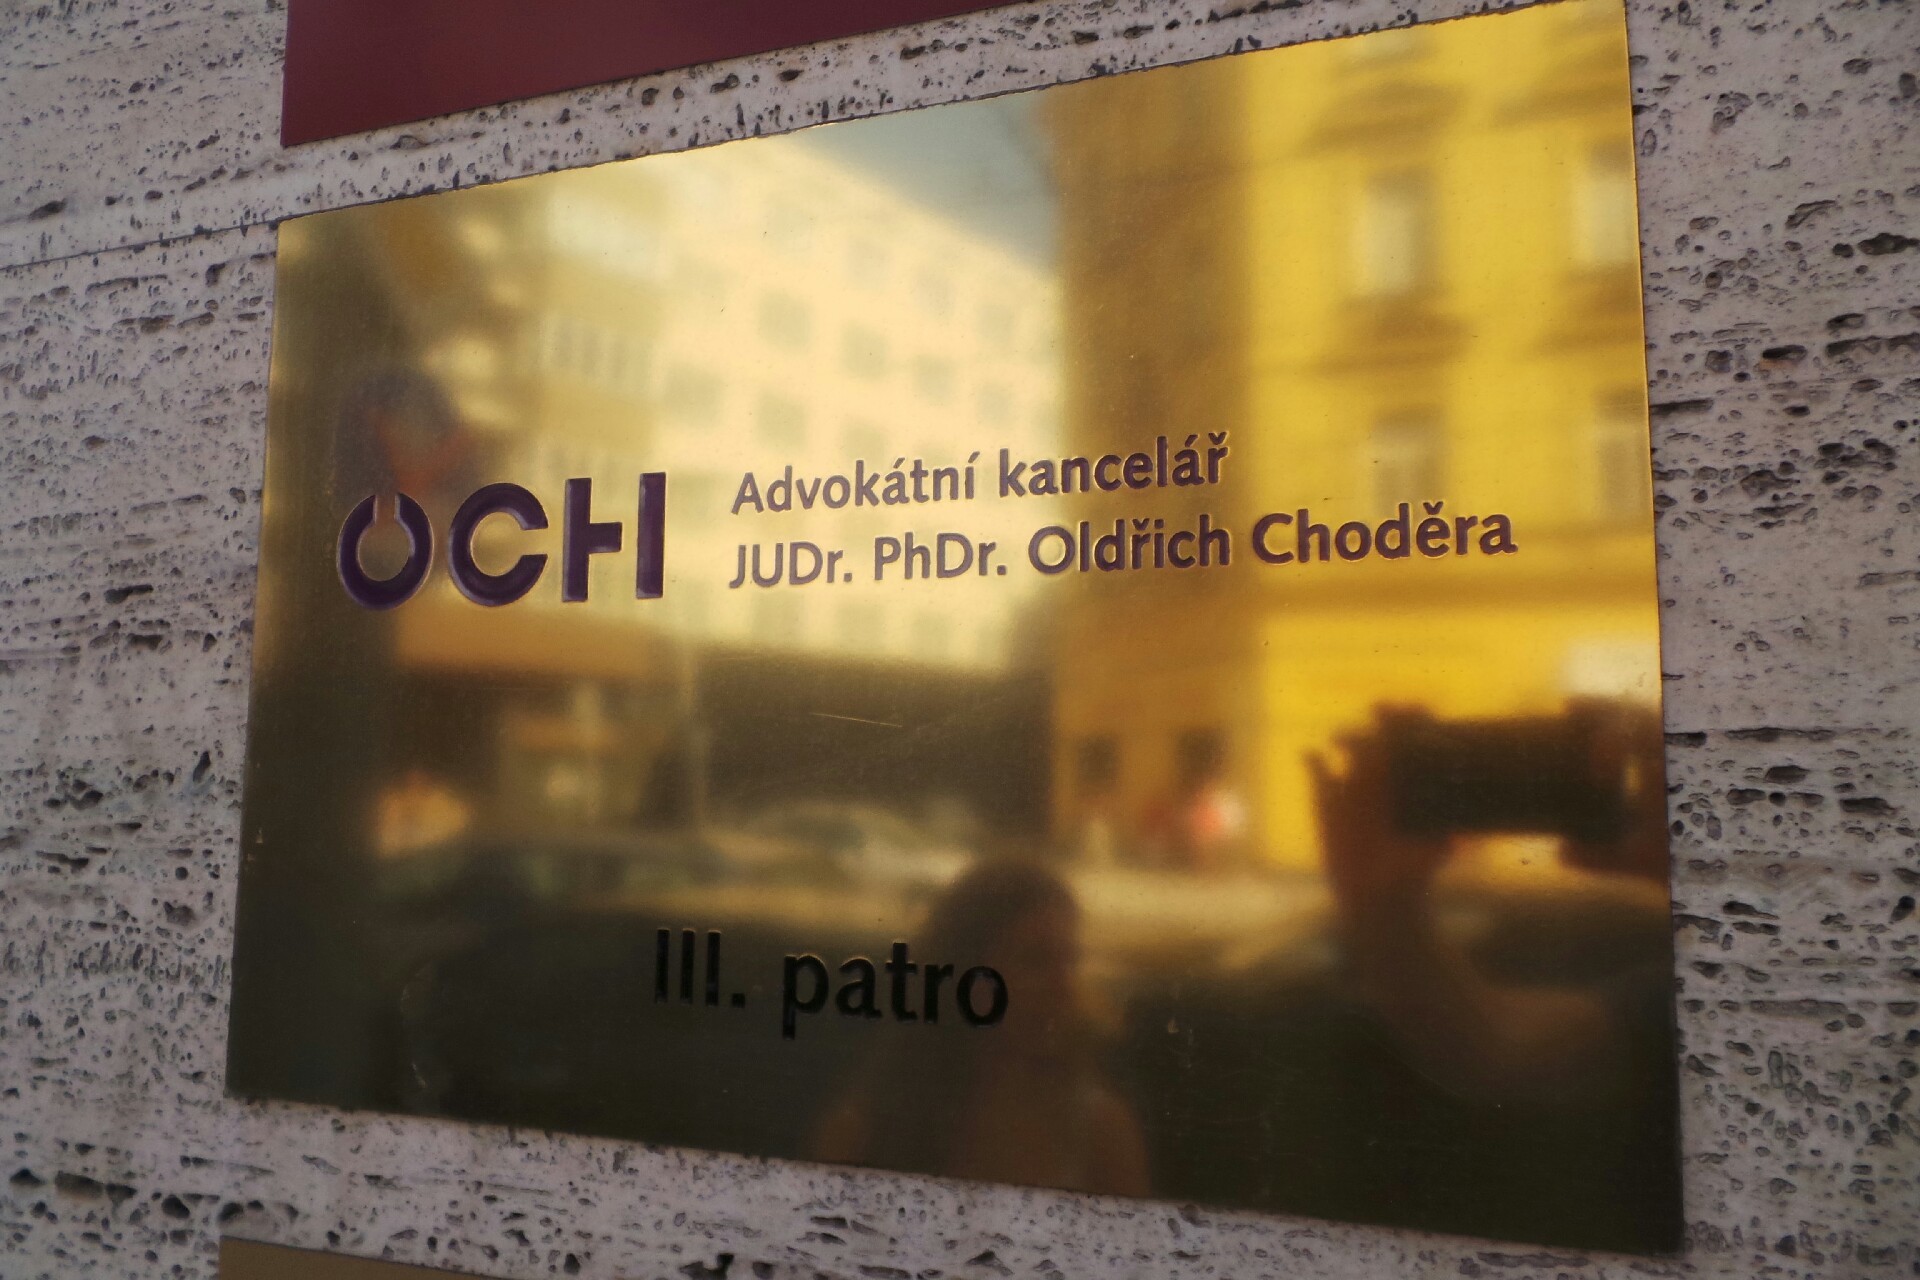 OCH
Advokátní kancelář
JUDr. PhDr. Oldřich Choděra
III. patro